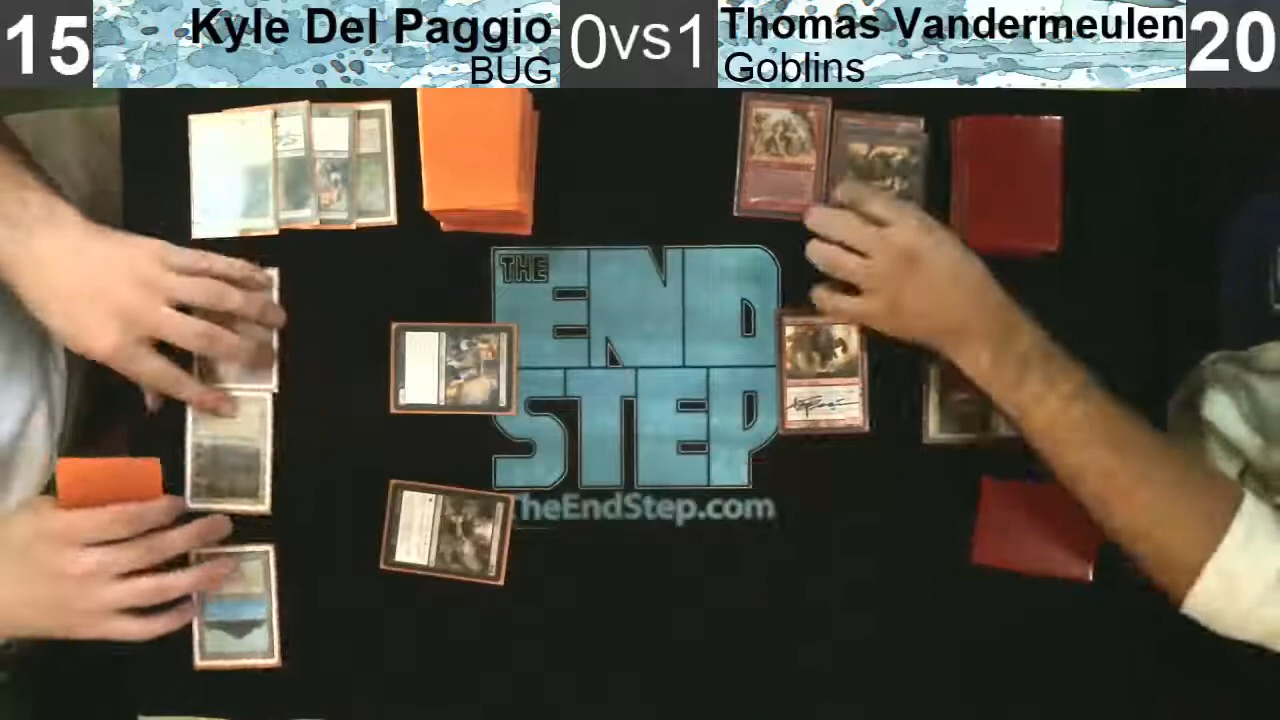 15
Kyle Del Paggio
BUG
0vs1
Thomas Vandermeulen
Goblins
20
THE
END
STEP
TheEndStep.com